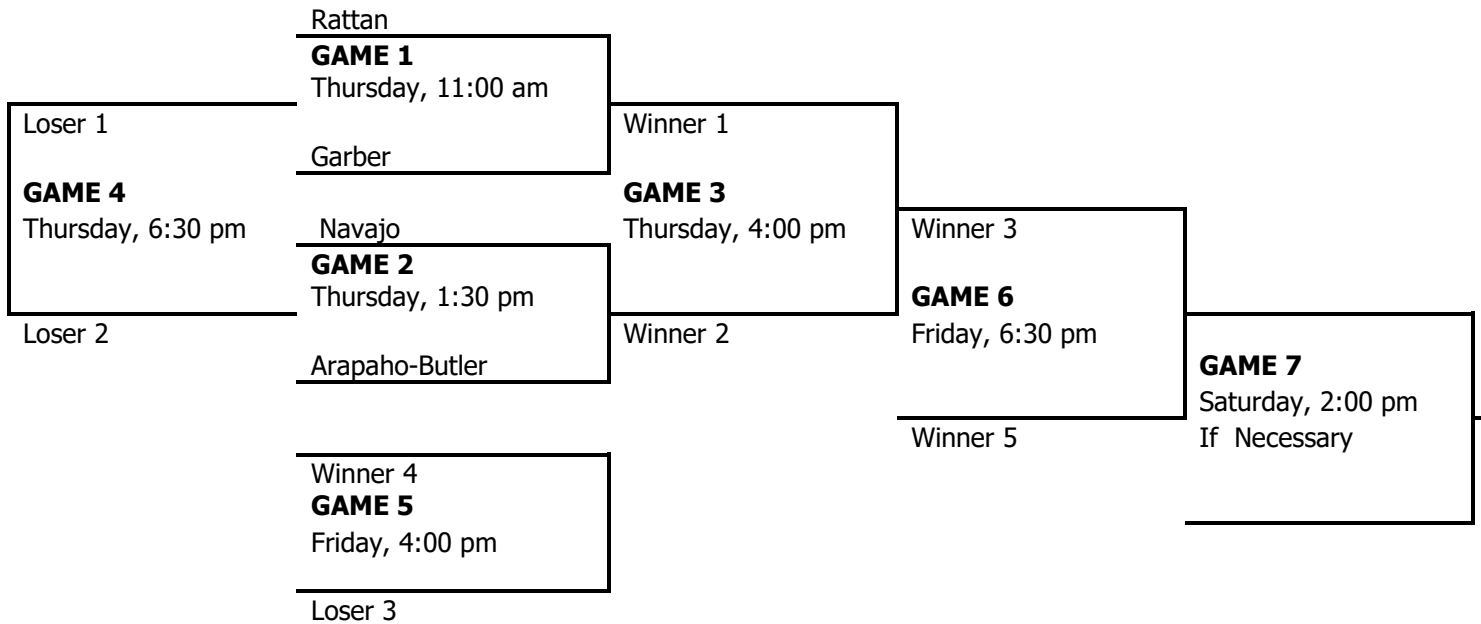 Rattan
GAME 1
Thursday, 11:00 am
Loser 1
Winner 1
Garber
GAME 4
GAME 3
Thursday, 6:30 pm
Navajo
Thursday, 4:00 pm
Winner 3
GAME 2
Thursday, 1:30 pm
GAME 6
Loser 2
Winner 2
Friday, 6:30 pm
Arapaho-Butler
GAME 7
Saturday, 2:00 pm
Winner 5
If Necessary
Winner 4
GAME 5
Friday, 4:00 pm
Loser 3